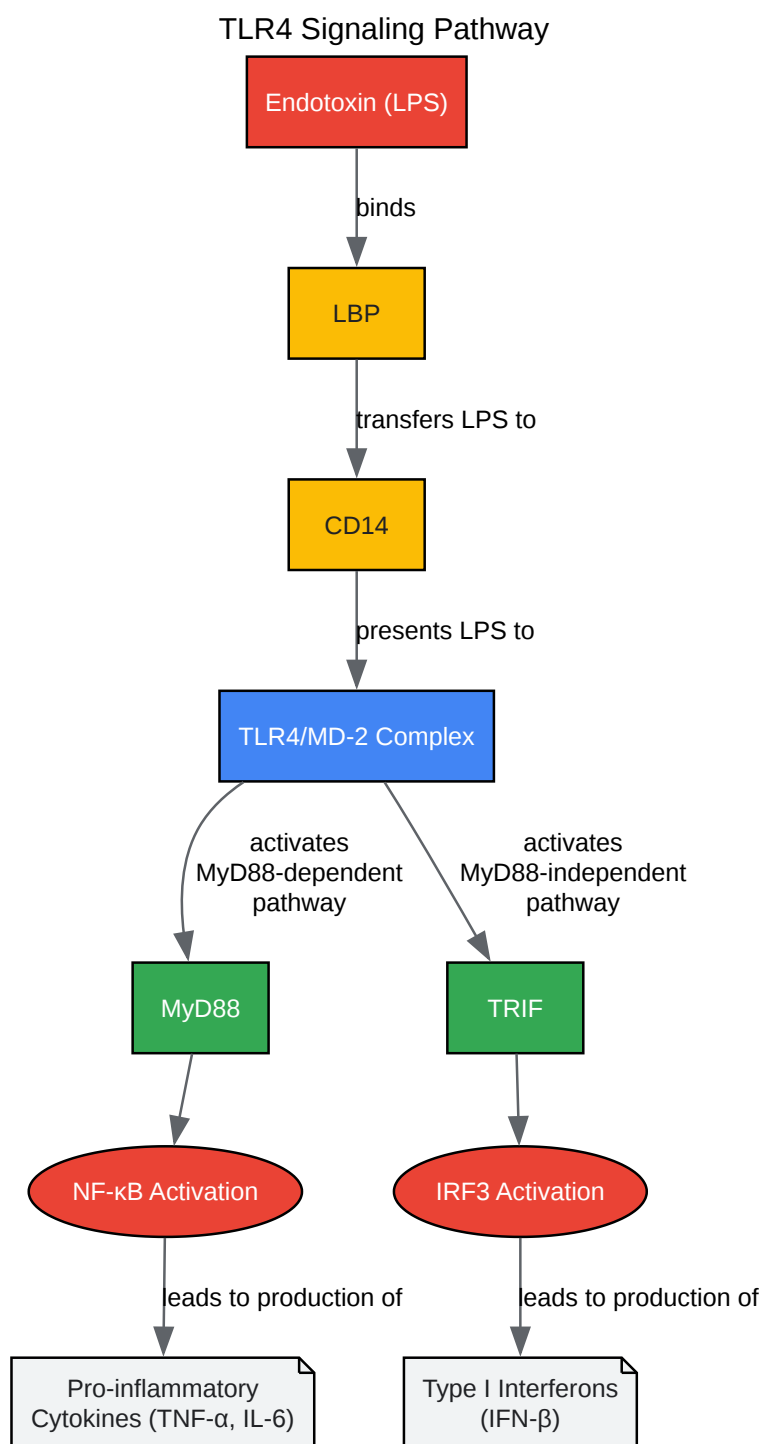 TLR4 Signaling Pathway
Endotoxin (LPS)
binds
LBP
transfers LPS to
CD14
presents LPS to
TLR4/MD-2 Complex
activates
MyD88-dependent
pathway
activates
MyD88-independent
pathway
MyD88
TRIF
NF-κB Activation
IRF3 Activation
leads to production of
leads to production of
Pro-inflammatory
Cytokines (TNF-α, IL-6)
Type I Interferons
(IFN-β)